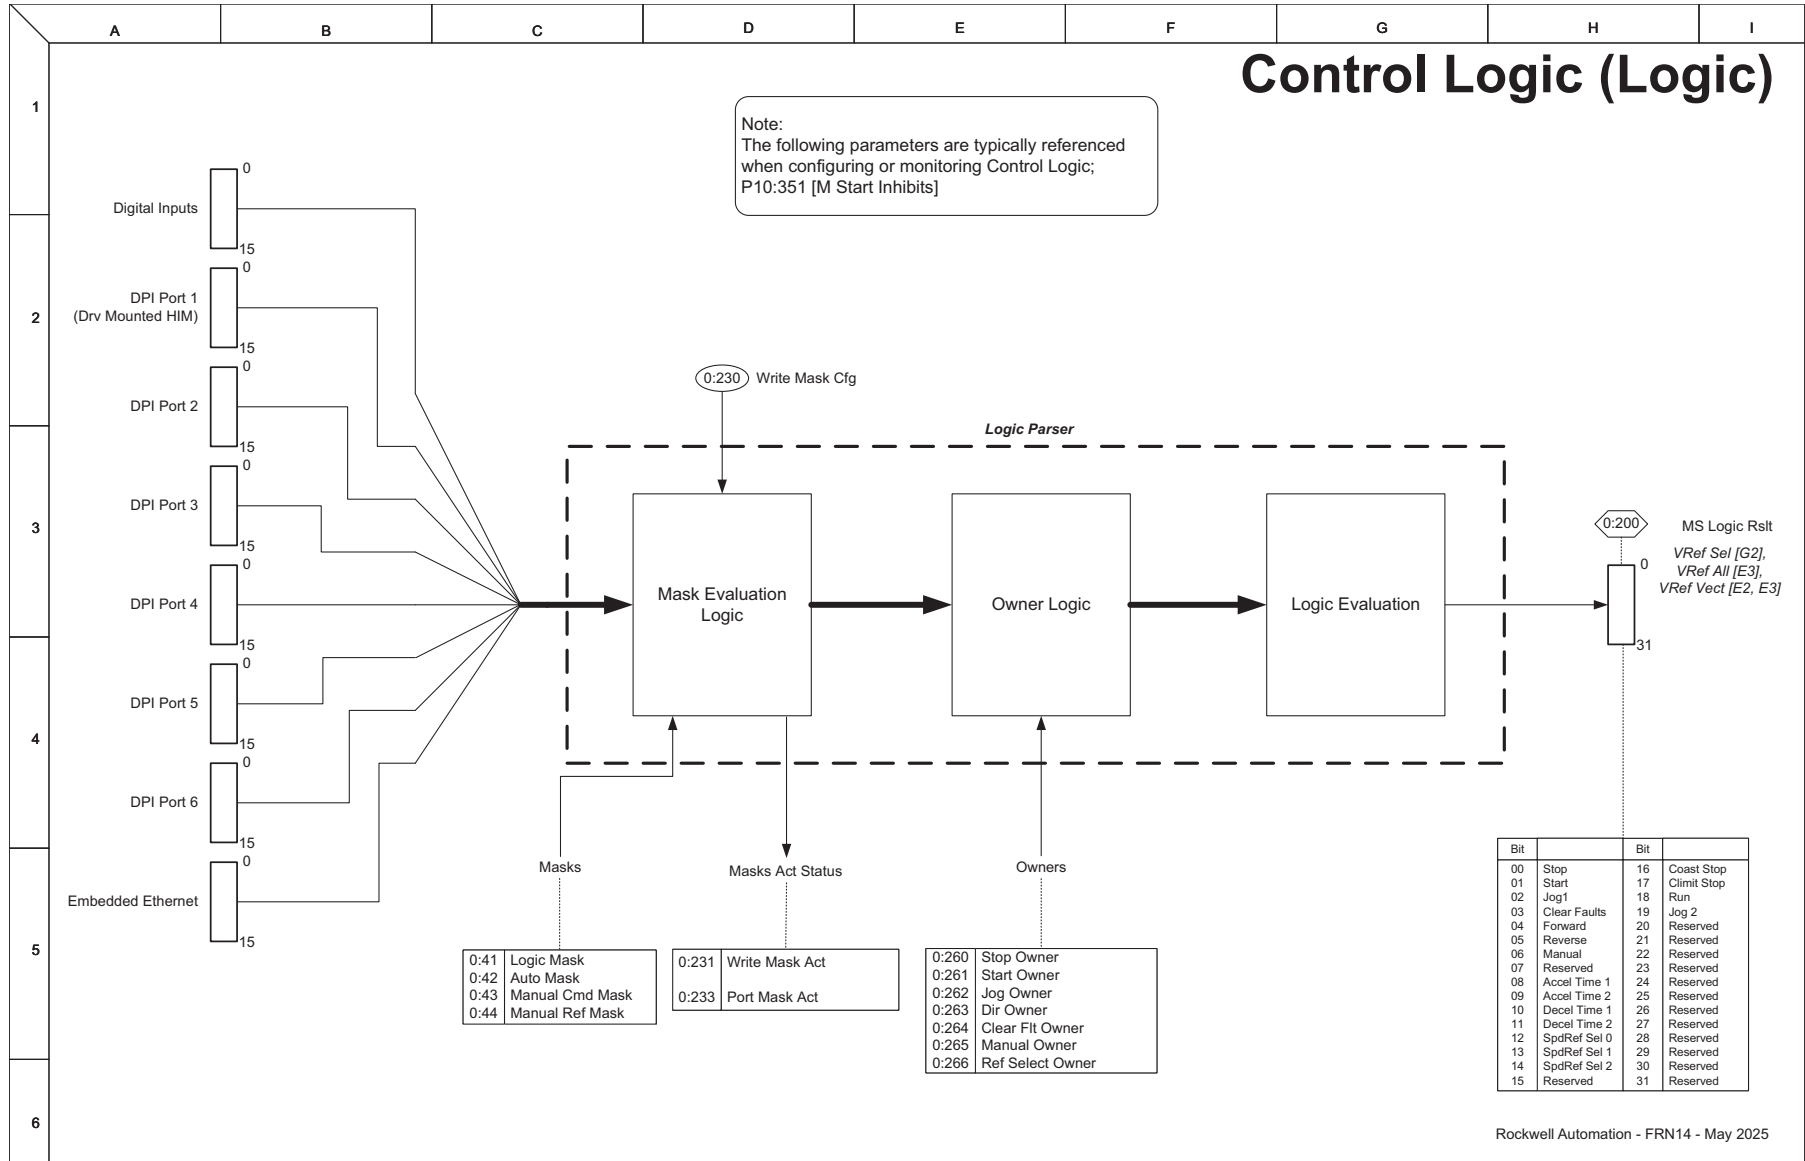 A B C D E F G H I
Control Logic (Logic)
1
2
3
4
5
6
Note:
The following parameters are typically referenced
when configuring or monitoring Control Logic;
P10:351 [M Start Inhibits]
0
Digital Inputs
15
0
DPI Port 1
(Drv Mounted HIM)
15
0
DPI Port 2
15
0
DPI Port 3
15
0
DPI Port 4
15
0
DPI Port 5
15
0
DPI Port 6
15
0
Embedded Ethernet
15
0:230 Write Mask Cfg
Logic Parser
Mask Evaluation
Logic
Owner Logic
Logic Evaluation
0:200 MS Logic Rslt
VRef Sel [G2],
VRef All [E3],
VRef Vect [E2, E3]
0
31
Masks
0:41 Logic Mask
0:42 Auto Mask
0:43 Manual Cmd Mask
0:44 Manual Ref Mask
Masks Act Status
0:231 Write Mask Act
0:233 Port Mask Act
Owners
0:260 Stop Owner
0:261 Start Owner
0:262 Jog Owner
0:263 Dir Owner
0:264 Clear Flt Owner
0:265 Manual Owner
0:266 Ref Select Owner
Bit Bit
00 Stop 16 Coast Stop
01 Start 17 Climit Stop
02 Jog1 18 Run
03 Clear Faults 19 Jog 2
04 Forward 20 Reserved
05 Reverse 21 Reserved
06 Manual 22 Reserved
07 Reserved 23 Reserved
08 Accel Time 1 24 Reserved
09 Accel Time 2 25 Reserved
10 Decel Time 1 26 Reserved
11 Decel Time 2 27 Reserved
12 SpdRef Sel 0 28 Reserved
13 SpdRef Sel 1 29 Reserved
14 SpdRef Sel 2 30 Reserved
15 Reserved 31 Reserved
Rockwell Automation - FRN14 - May 2025